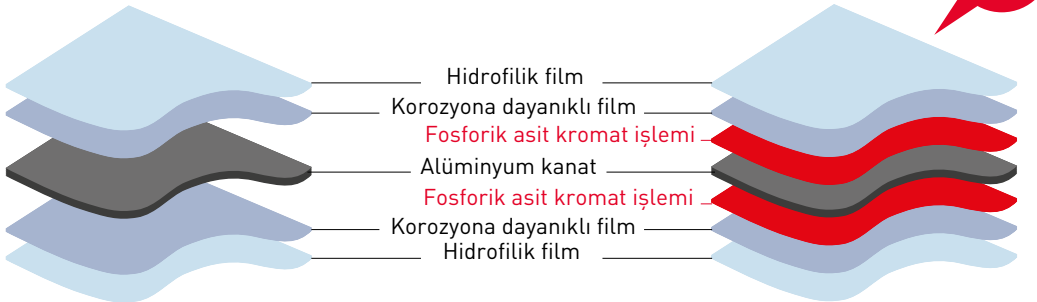 Hidrofilik film
Korozyona dayanıklı film
Fosforik asit kromat işlemi
Alüminyum kanat
Fosforik asit kromat işlemi
Korozyona dayanıklı film
Hidrofilik film